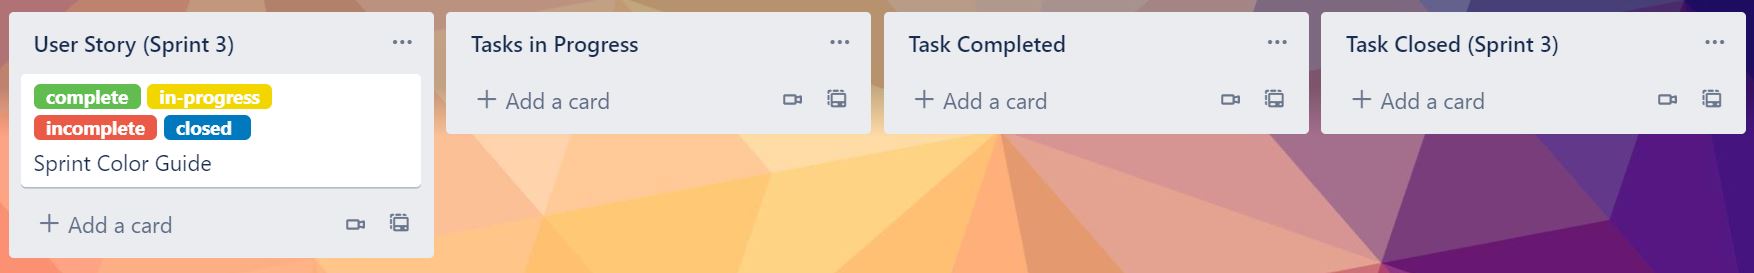 User Story (Sprint 3)
complete in-progress
incomplete closed
Sprint Color Guide
Add a card
Tasks in Progress
Add a card
Task Completed
Add a card
Task Closed (Sprint 3)
Add a card